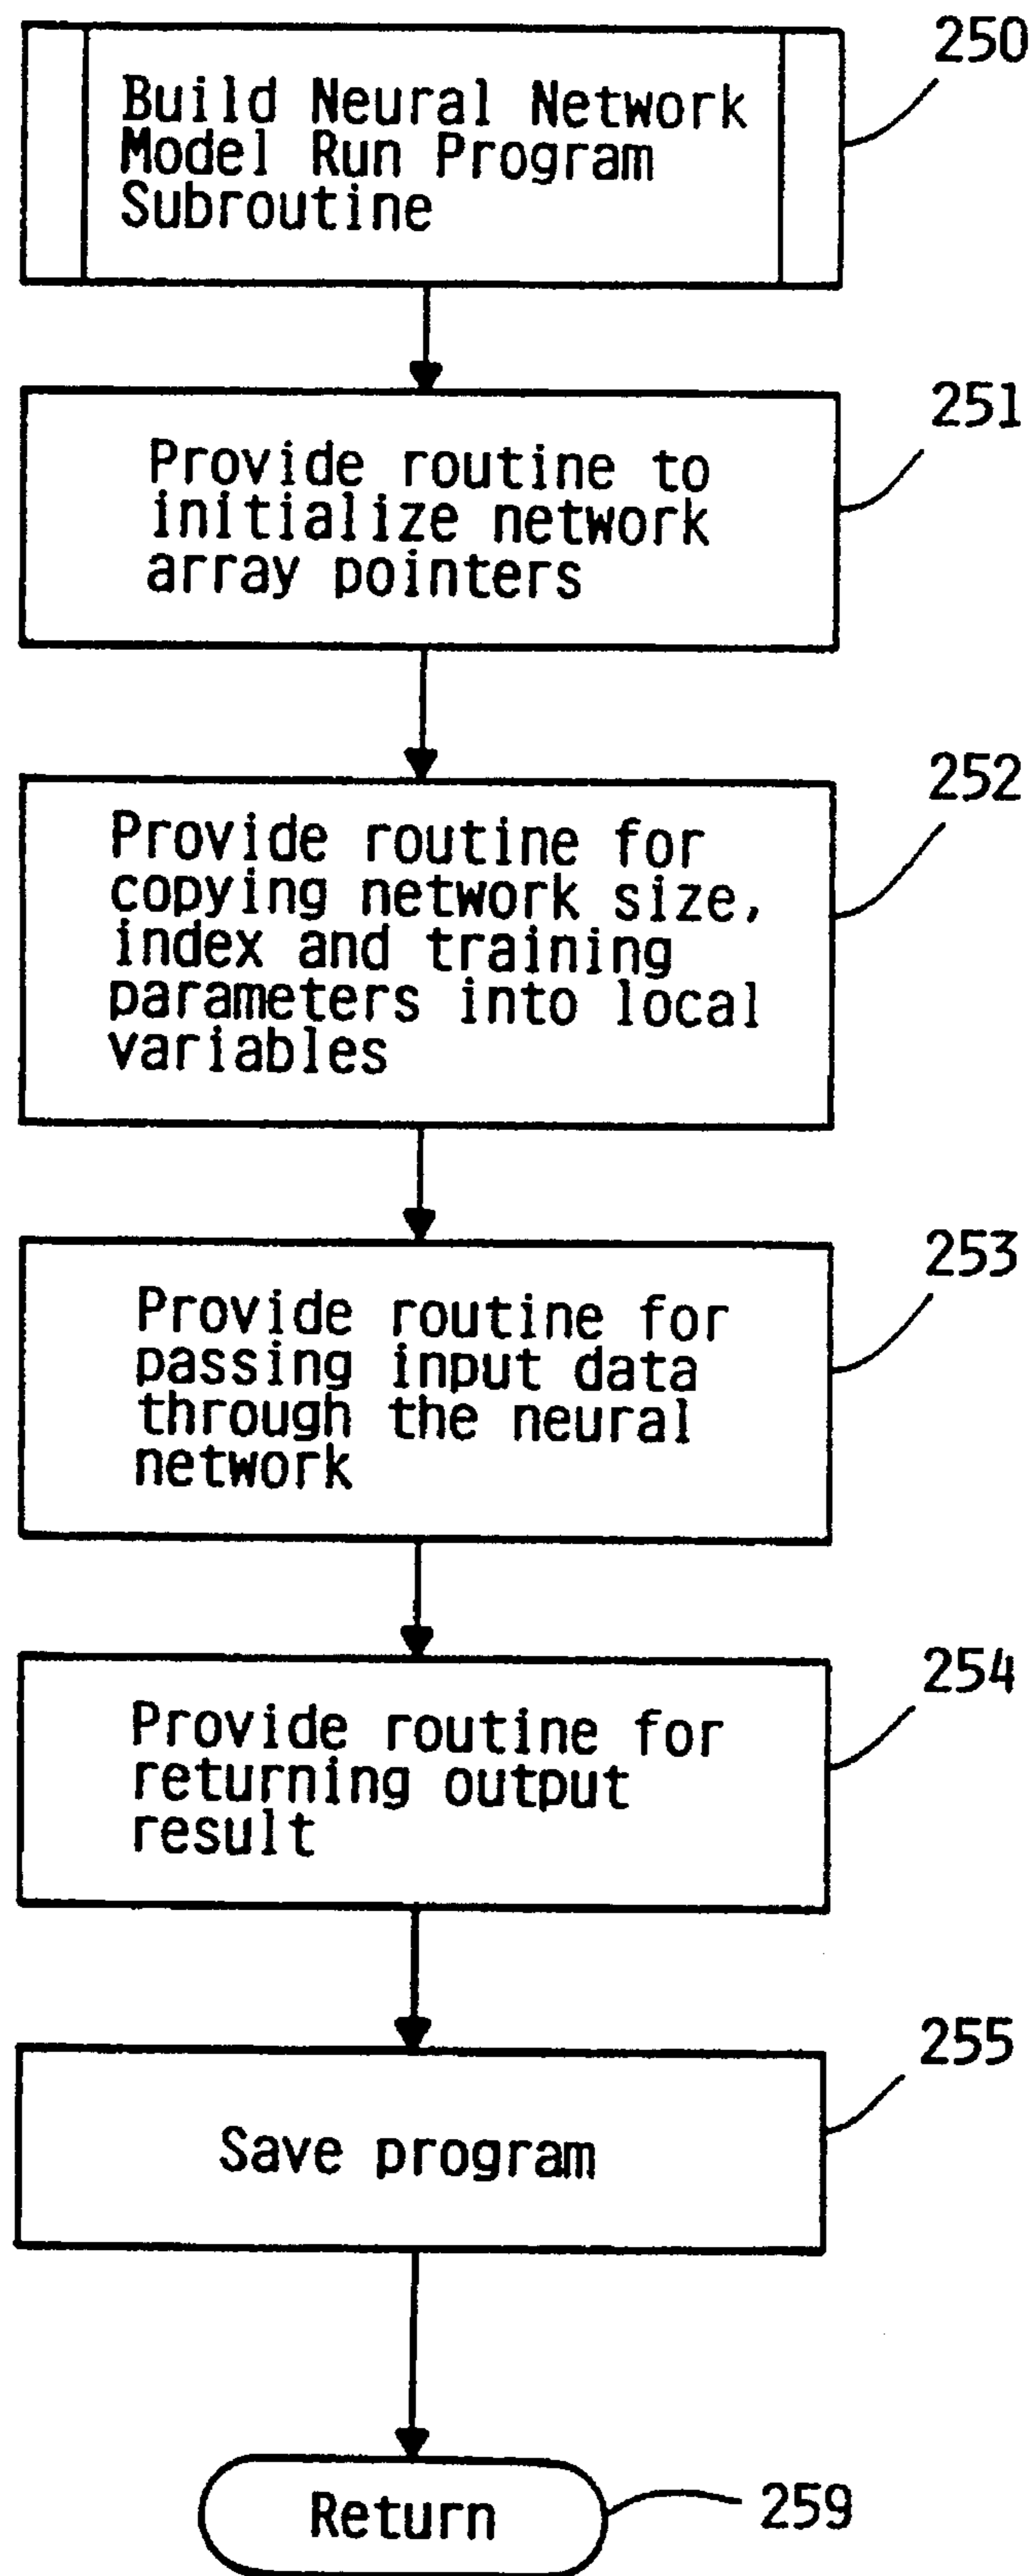 250
Build Neural Network
Model Run Program
Subroutine
251
Provide routine to
initialize network
array pointers
252
Provide routine for
copying network size,
index and training
parameters into local
variables
253
Provide routine for
passing input data
through the neural
network
254
Provide routine for
returning output
result
255
Save program
Return
259